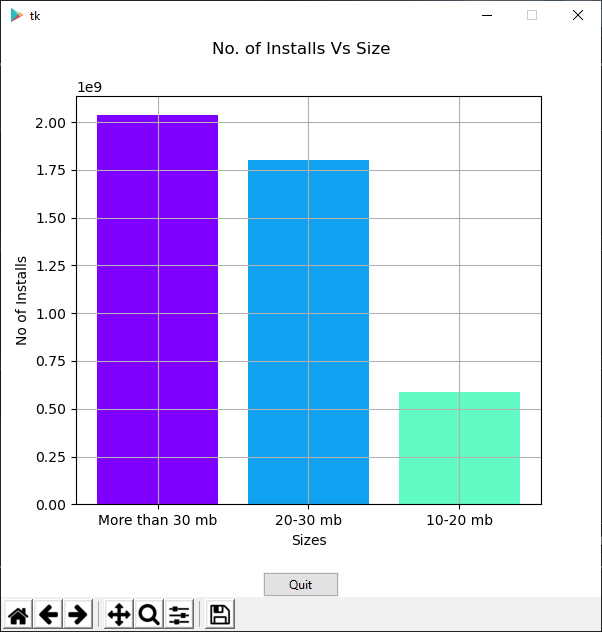 tk
No. of Installs Vs Size
1e9
2.00
1.75
1.50
1.25
1.00
0.75
0.50
0.25
0.00
No of Installs
More than 30 mb 20-30 mb 10-20 mb
Sizes
Quit